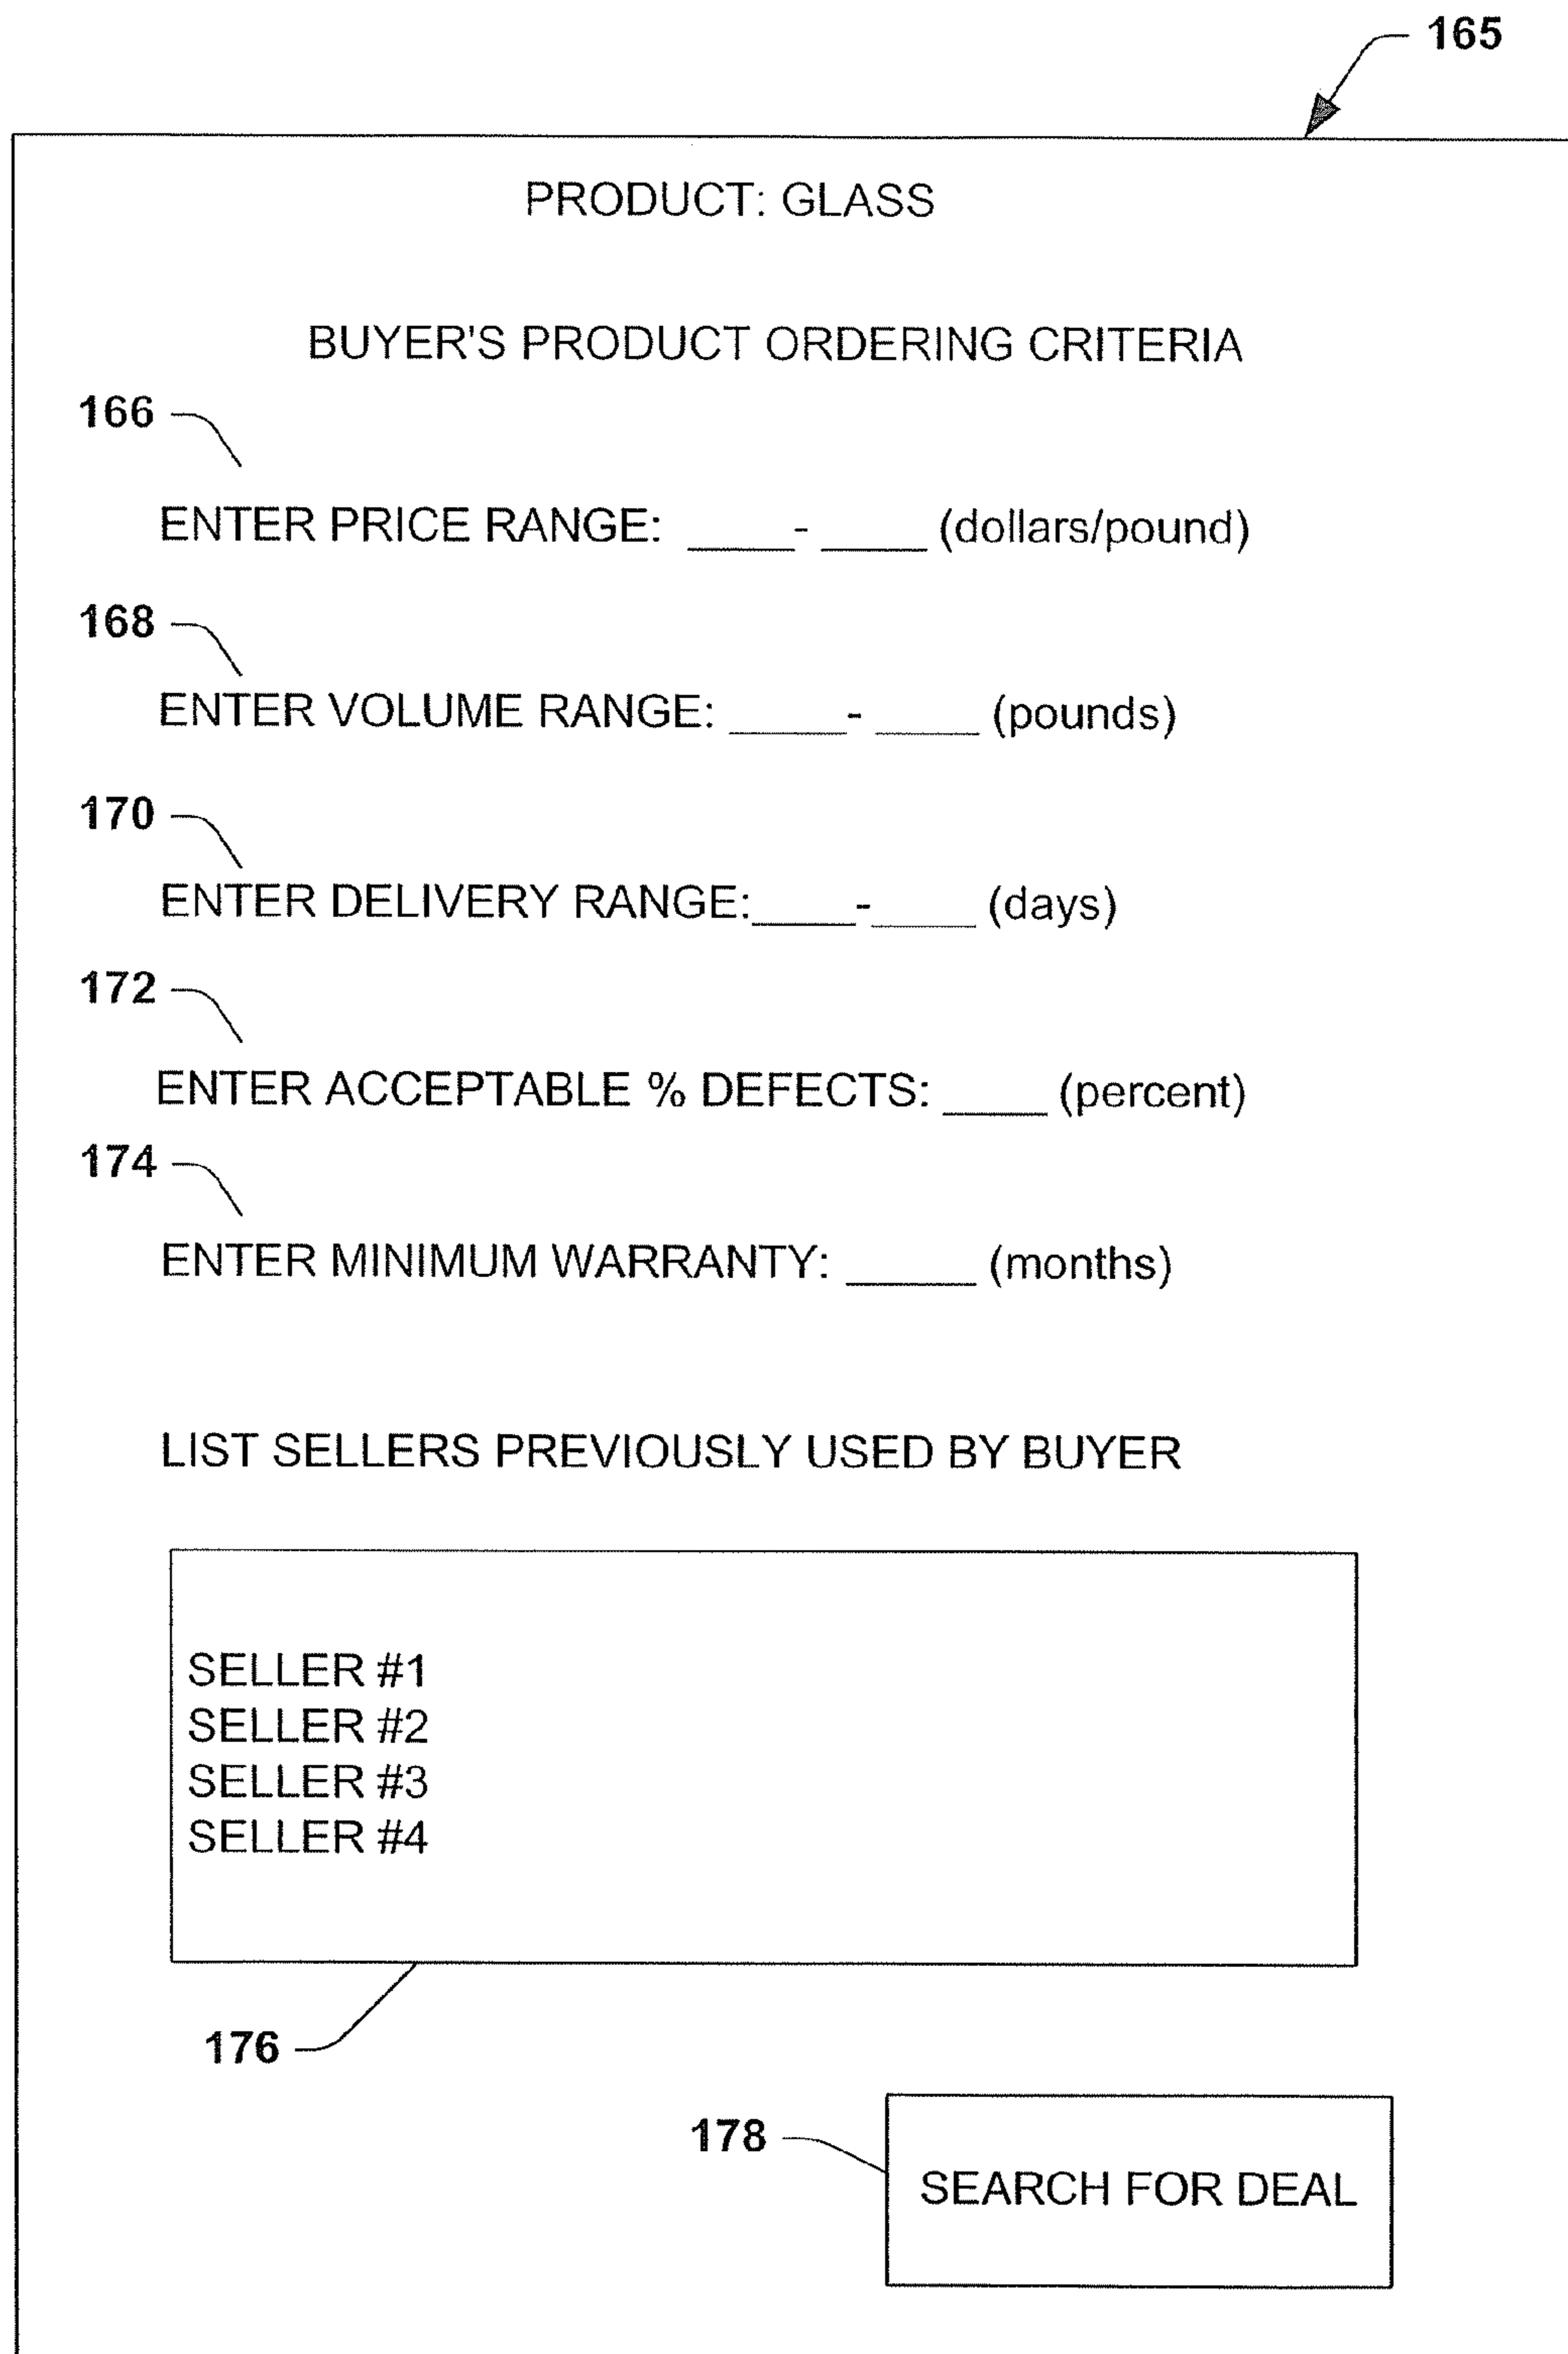 165
PRODUCT: GLASS
BUYER'S PRODUCT ORDERING CRITERIA
166
ENTER PRICE RANGE: ____- ____ (dollars/pound)
168
ENTER VOLUME RANGE: ____- ____ (pounds)
170
ENTER DELIVERY RANGE:____-____ (days)
172
ENTER ACCEPTABLE % DEFECTS: ____ (percent)
174
ENTER MINIMUM WARRANTY: _____ (months)
LIST SELLERS PREVIOUSLY USED BY BUYER
SELLER #1
SELLER #2
SELLER #3
SELLER #4
176
178
SEARCH FOR DEAL